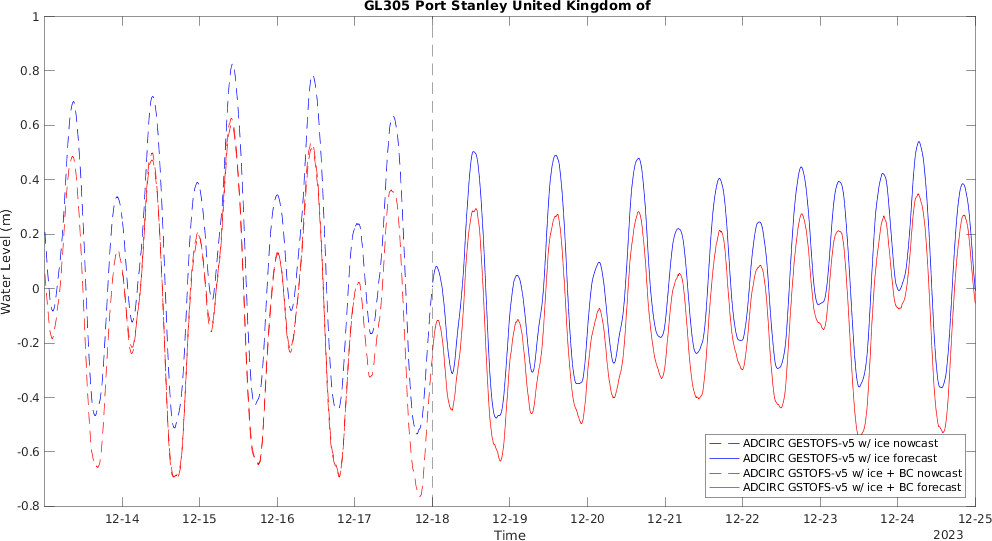 GL305 Port Stanley United Kingdom of
Water Level (m)
1
0.8
0.6
0.4
0.2
0
-0.2
-0.4
-0.6
-0.8
ADCIRC GESTOFS-v5 w/ ice nowcast
ADCIRC GESTOFS-v5 w/ ice forecast
ADCIRC GSTOFS-v5 w/ ice + BC nowcast
ADCIRC GSTOFS-v5 w/ ice + BC forecast
12-14 12-15 12-16 12-17 12-18 12-19 12-20 12-21 12-22 12-23 12-24 12-25
Time
2023